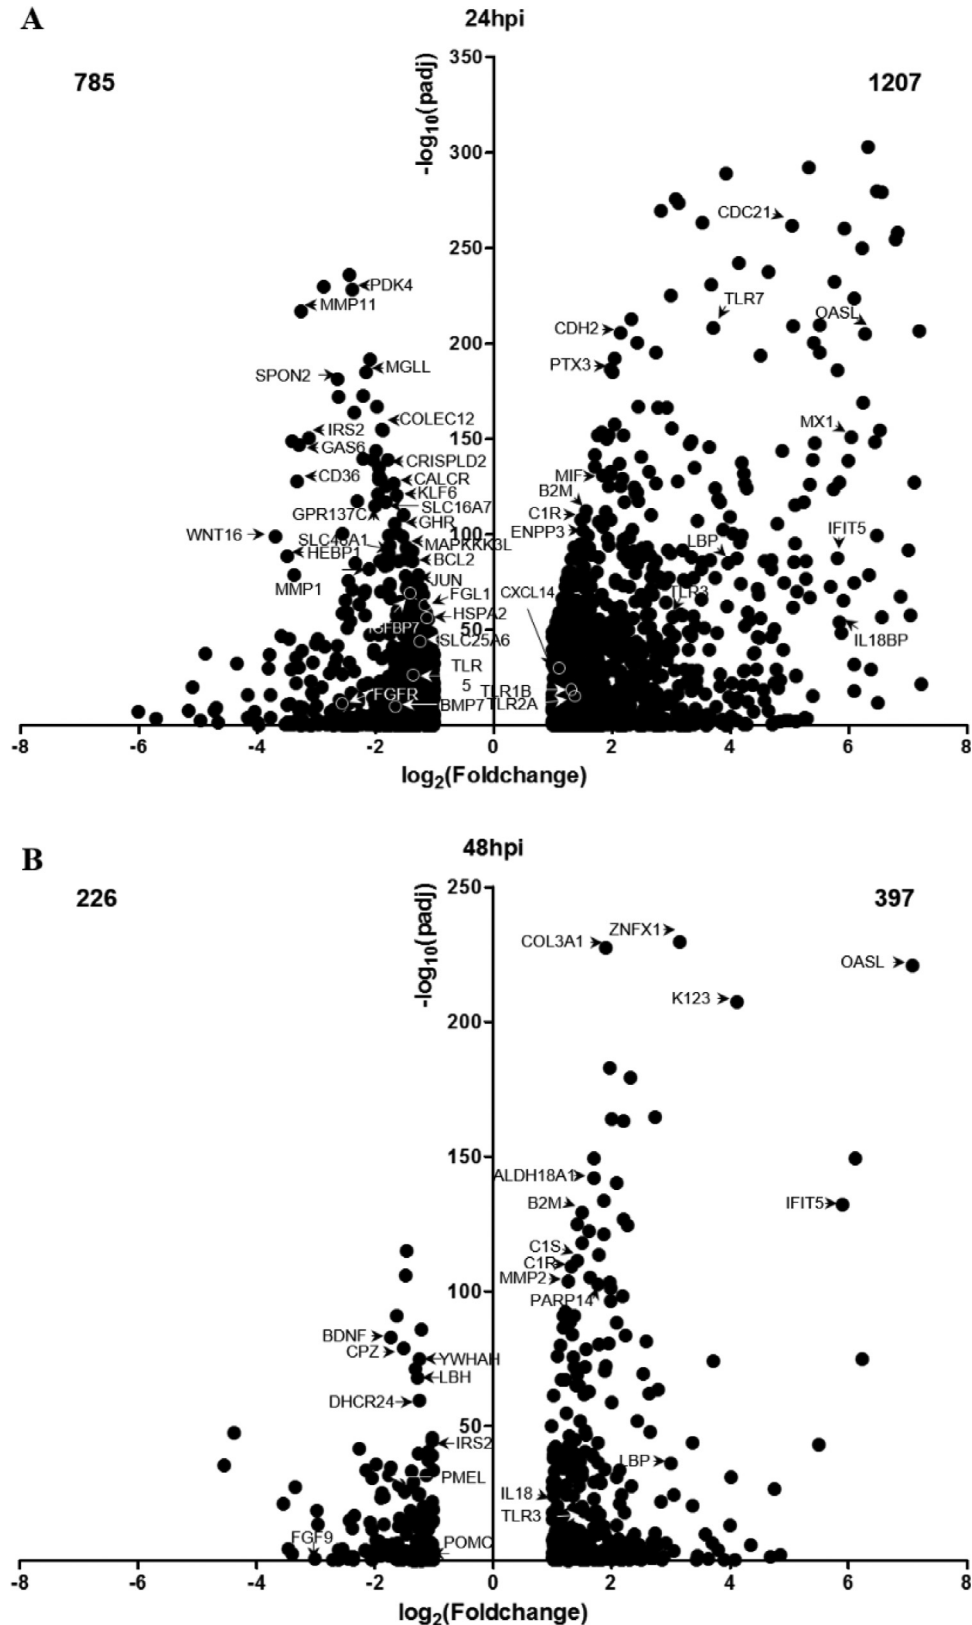 A
24hpi
785
1207
-log10(padj)
350
300
250
200
150
100
50
CDC21
PDK4
TLR7
MMP11
OASL
CDH2
MGLL
PTX3
SPON2
COLEC12
MX1
IRS2
GAS6
CRISPLD2
CD36
CALCR
MIF
KLF6
B2M
SLC16A7
GPR137C
C1R
GHR
IFIT5
WNT16
ENPP3
SLC46A1
MAPKKK3L
LBP
HEBP1
BCL2
MMP1
JUN
FGL1
CXCL14
TLR3
HSPA2
IGFBP7
SLC25A6
IL18BP
TLR
5
FGFR
TLR1B
BMP7
TLR2A
-8
-6
-4
-2
0
2
4
6
8
log2(Foldchange)
B
48hpi
226
397
-log10(padj)
250
200
150
100
50
ZNFX1
COL3A1
OASL
K123
ALDH18A1
B2M
IFIT5
C1S
C1R
MMP2
PARP14
BDNF
CPZ
YWHAH
LBH
DHCR24
IRS2
LBP
PMEL
IL18
TLR3
FGF9
POMC
-8
-6
-4
-2
0
2
4
6
8
log2(Foldchange)